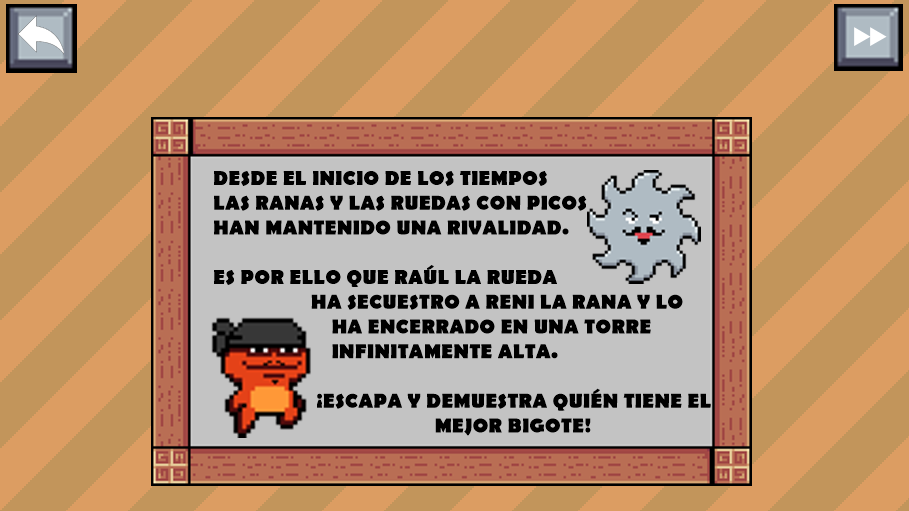 DESDE EL INICIO DE LOS TIEMPOS
LAS RANAS Y LAS RUEDAS CON PICOS
HAN MANTENIDO UNA RIVALIDAD.
ES POR ELLO QUE RAÚL LA RUEDA
HA SECUESTRO A RENI LA RANA Y LO
HA ENCERRADO EN UNA TORRE
INFINITAMENTE ALTA.
¡ESCAPA Y DEMUESTRA QUIÉN TIENE EL
MEJOR BIGOTE!